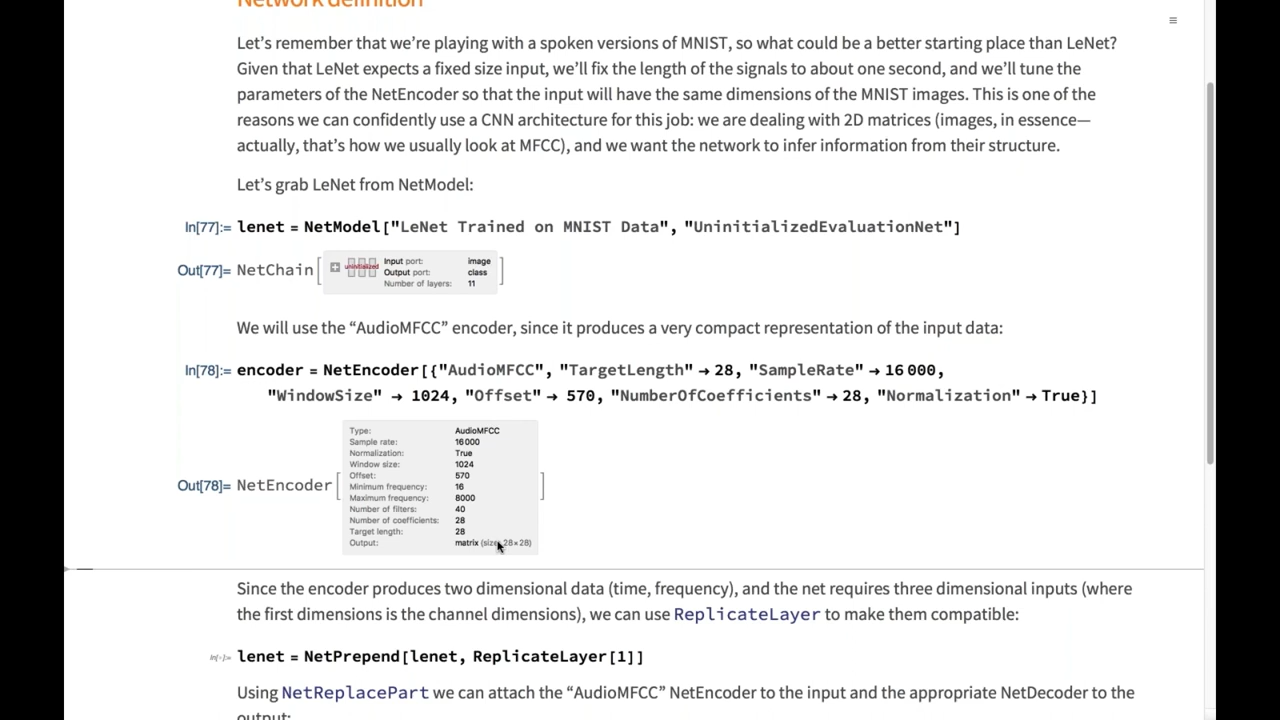 Network definition
Let's remember that we're playing with a spoken versions of MNIST, so what could be a better starting place than LeNet?
Given that LeNet expects a fixed size input, we'll fix the length of the signals to about one second, and we'll tune the
parameters of the NetEncoder so that the input will have the same dimensions of the MNIST images. This is one of the
reasons we can confidently use a CNN architecture for this job: we are dealing with 2D matrices (images, in essence—
actually, that's how we usually look at MFCC), and we want the network to infer information from their structure.
Let's grab LeNet from NetModel:
In[77]:= lenet = NetModel["LeNet Trained on MNIST Data", "UninitializedEvaluationNet"]
Out[77]= NetChain[
uninitialized
Input port: image
Output port: class
Number of layers: 11
]
We will use the “AudioMFCC” encoder, since it produces a very compact representation of the input data:
In[78]:= encoder = NetEncoder[{"AudioMFCC", "TargetLength" → 28, "SampleRate" → 16 000,
"WindowSize" → 1024, "Offset" → 570, "NumberOfCoefficients" → 28, "Normalization" → True}]
Out[78]= NetEncoder[
Type: AudioMFCC
Sample rate: 16 000
Normalization: True
Window size: 1024
Offset: 570
Minimum frequency: 16
Maximum frequency: 8000
Number of filters: 40
Number of coefficients: 28
Target length: 28
Output: matrix (size: 28×28)
]
Since the encoder produces two dimensional data (time, frequency), and the net requires three dimensional inputs (where
the first dimensions is the channel dimensions), we can use ReplicateLayer to make them compatible:
In[•]:= lenet = NetPrepend[lenet, ReplicateLayer[1]]
Using NetReplacePart we can attach the “AudioMFCC” NetEncoder to the input and the appropriate NetDecoder to the
output: